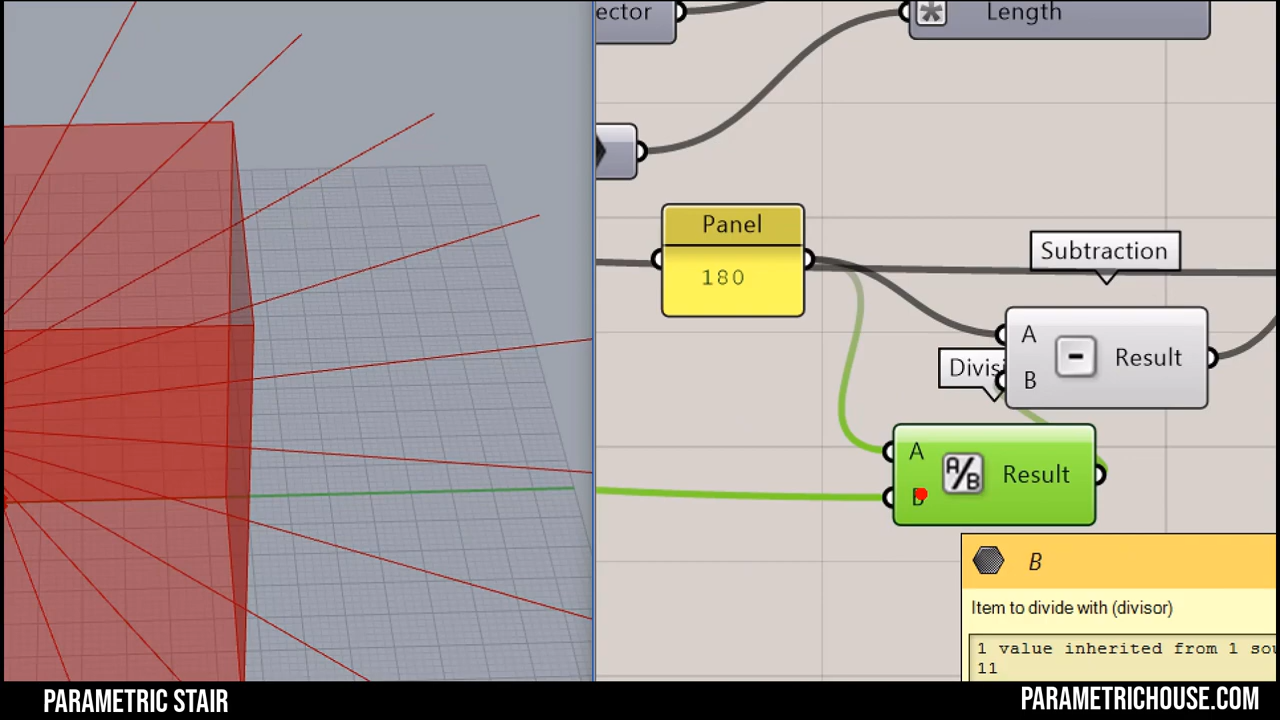 ector
Length
Panel
180
Subtraction
A
B
Result
Divis
A
A/B
Result
B
Item to divide with (divisor)
1 value inherited from 1 sou
11
PARAMETRIC STAIR
PARAMETRICHOUSE.COM